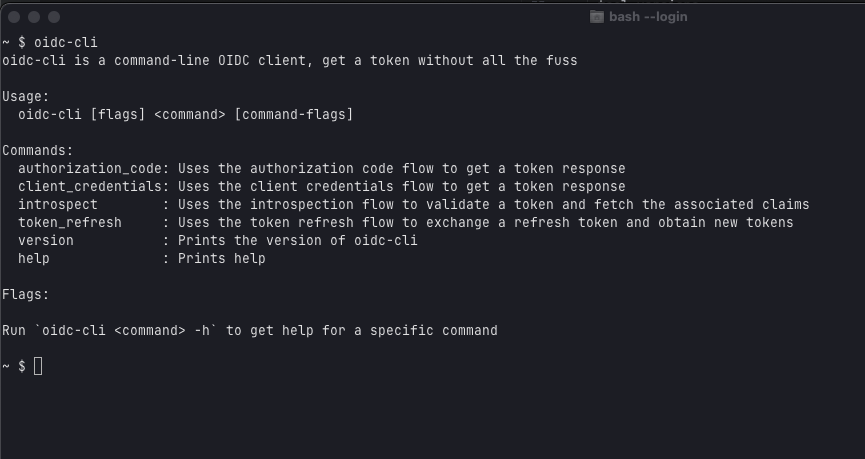 bash --login
~ $ oidc-cli
oidc-cli is a command-line OIDC client, get a token without all the fuss
Usage:
  oidc-cli [flags] <command> [command-flags]
Commands:
  authorization_code: Uses the authorization code flow to get a token response
  client_credentials: Uses the client credentials flow to get a token response
  introspect        : Uses the introspection flow to validate a token and fetch the associated claims
  token_refresh     : Uses the token refresh flow to exchange a refresh token and obtain new tokens
  version           : Prints the version of oidc-cli
  help              : Prints help
Flags:
Run `oidc-cli <command> -h` to get help for a specific command
~ $